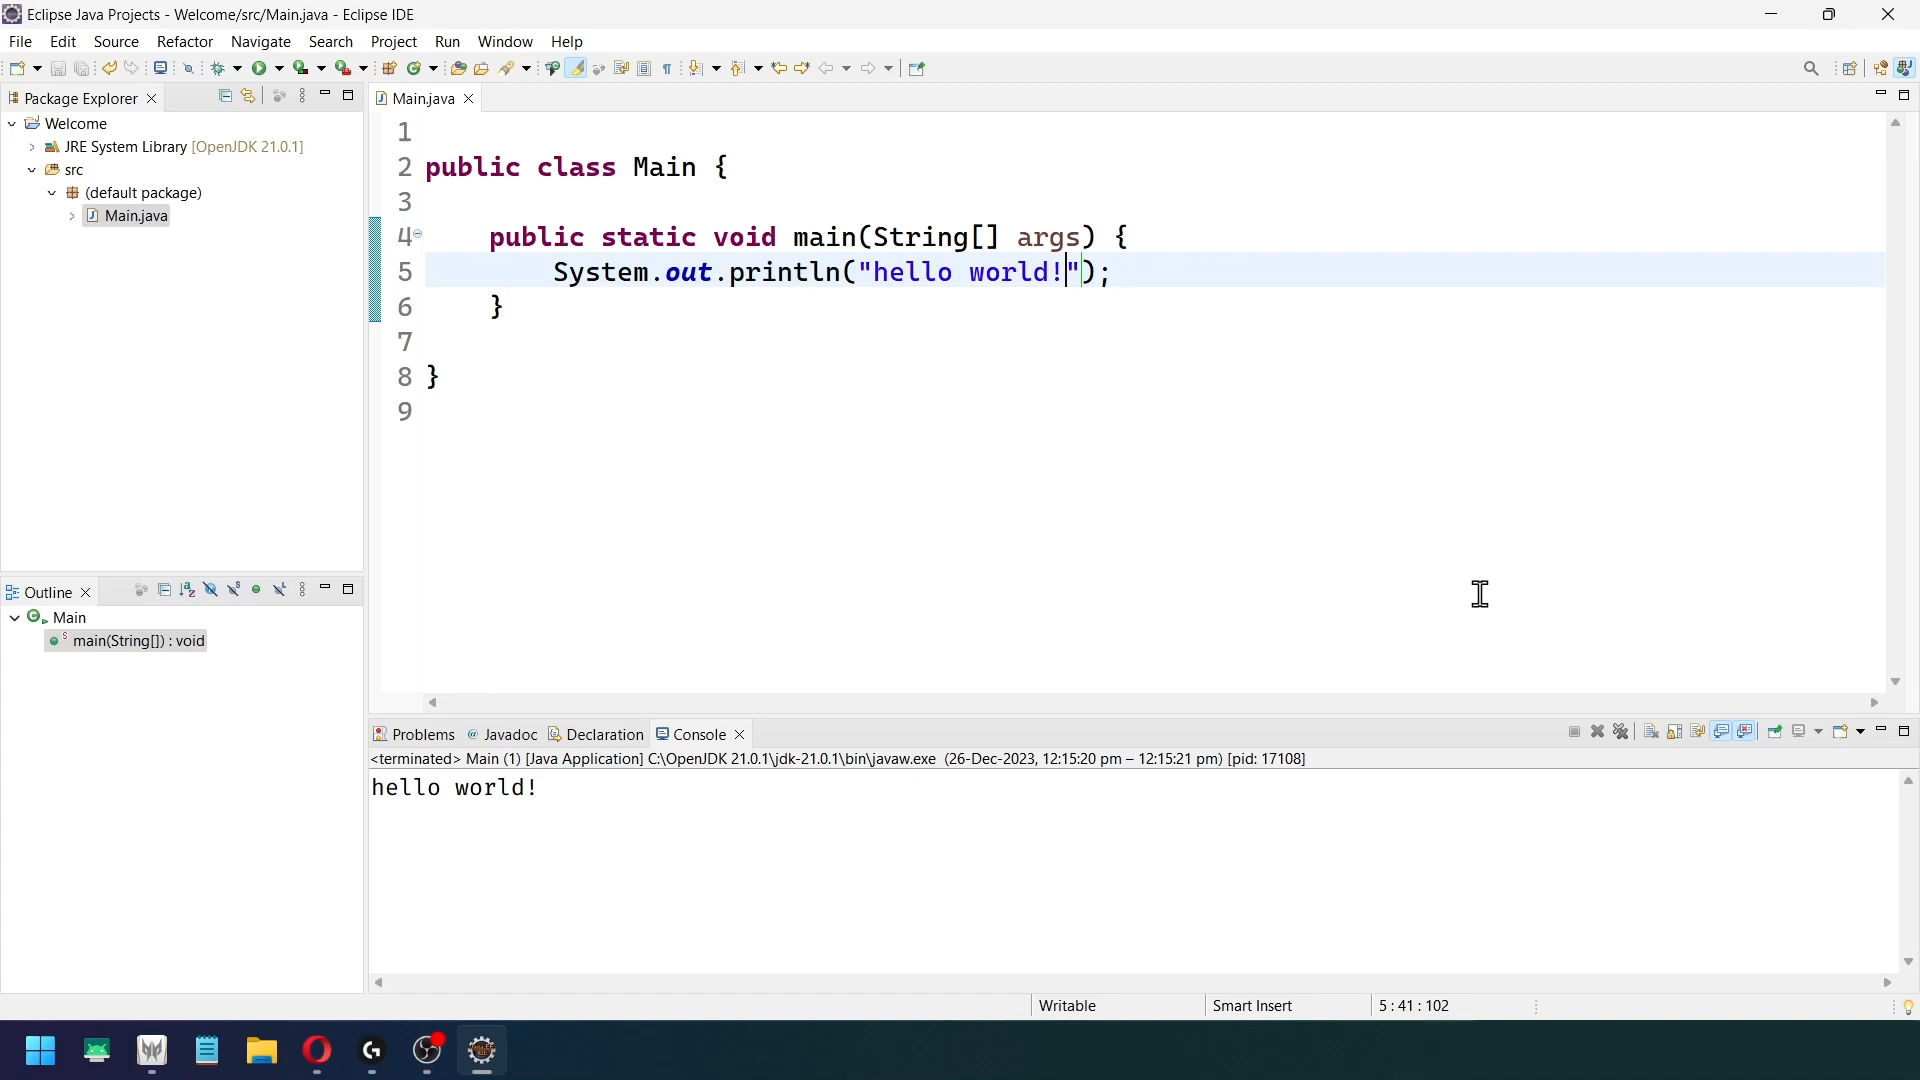 Eclipse Java Projects - Welcome/src/Main.java - Eclipse IDE
File Edit Source Refactor Navigate Search Project Run Window Help
Package Explorer
Welcome
JRE System Library [OpenJDK 21.0.1]
src
(default package)
Main.java
Main.java
1
2 public class Main {
3
4 public static void main(String[] args) {
5 System.out.println("hello world!");
6 }
7
8 }
9
Outline
Main
main(String[]) : void
Problems Javadoc Declaration Console
<terminated> Main (1) [Java Application] C:\OpenJDK 21.0.1\jdk-21.0.1\bin\javaw.exe (26-Dec-2023, 12:15:20 pm – 12:15:21 pm) [pid: 17108]
hello world!
Writable Smart Insert 5 : 41 : 102